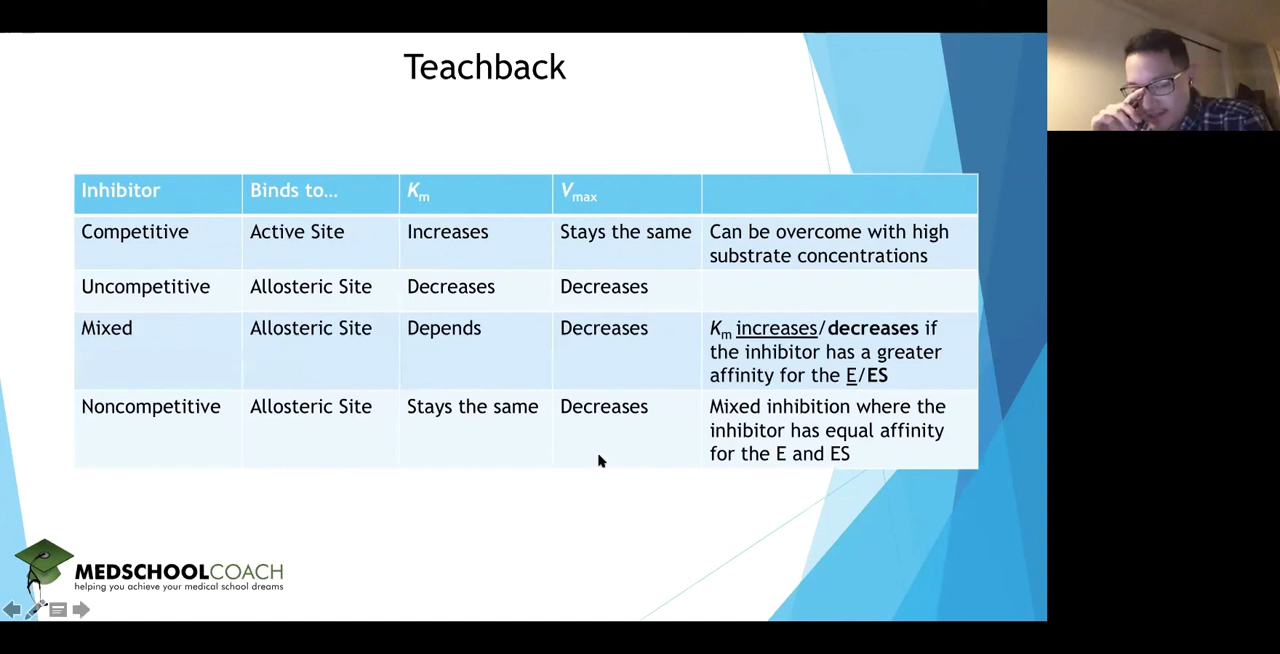 Teachback
Inhibitor Binds to... Km Vmax
Competitive Active Site Increases Stays the same Can be overcome with high
substrate concentrations
Uncompetitive Allosteric Site Decreases Decreases
Mixed Allosteric Site Depends Decreases Km increases/decreases if
the inhibitor has a greater
affinity for the E/ES
Noncompetitive Allosteric Site Stays the same Decreases Mixed inhibition where the
inhibitor has equal affinity
for the E and ES
MEDSCHOOLCOACH
helping you achieve your medical school dreams